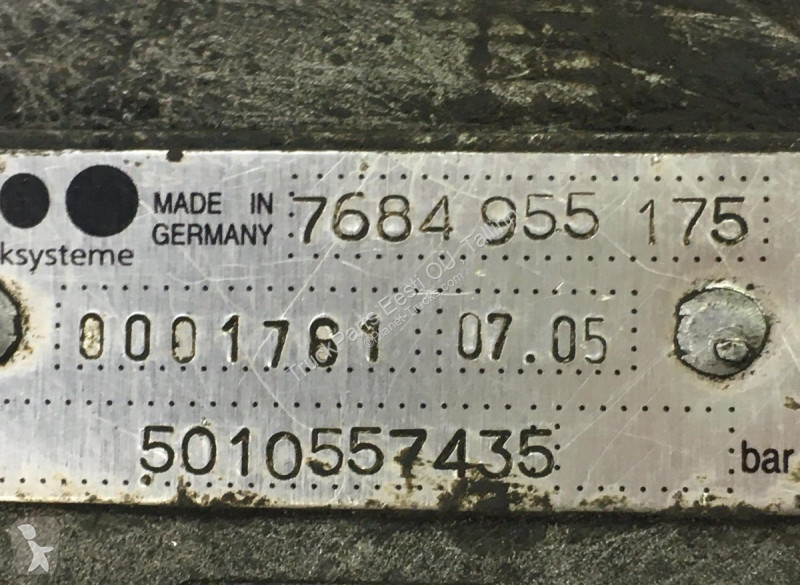 MADE IN
GERMANY
7684 955 175
ksysteme
0001761 07.05
5010557435
bar